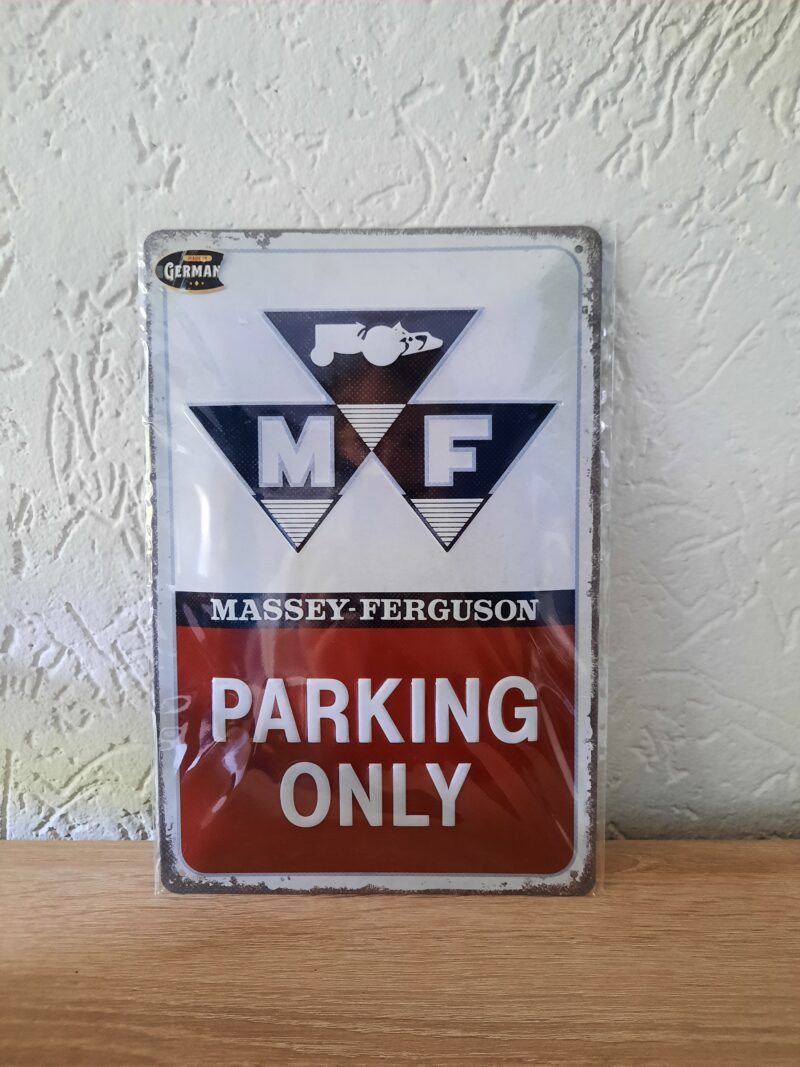 GERMAN
M F
MASSEY-FERGUSON
PARKING
ONLY